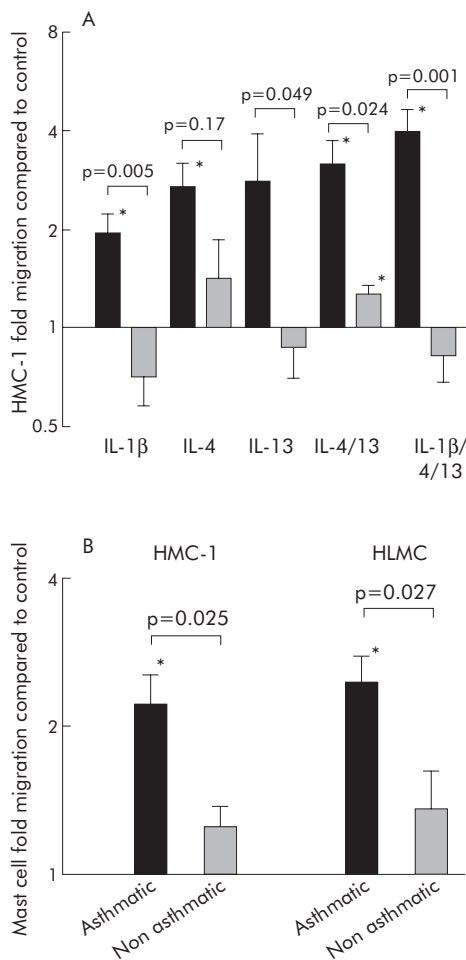 A
HMC-1 fold migration compared to control
8
4
2
1
0.5
p=0.005
p=0.17
p=0.049
p=0.024
p=0.001
*
*
*
*
*
IL-1β
IL-4
IL-13
IL-4/13
IL-1β/
4/13
B
HMC-1
HLMC
Mast cell fold migration compared to control
4
2
1
p=0.025
p=0.027
*
*
Asthmatic
Non asthmatic
Asthmatic
Non asthmatic